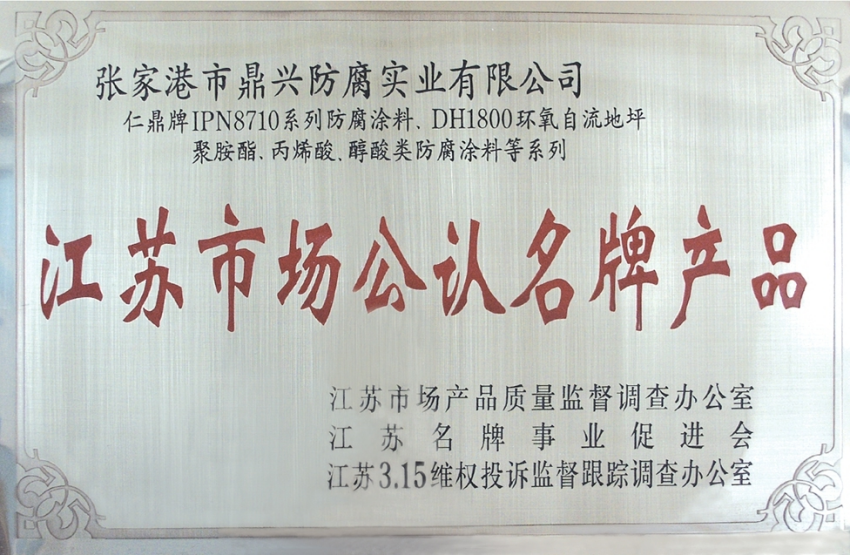 张家港市鼎兴防腐实业有限公司
仁鼎牌IPN8710系列防腐涂料、DH1800环氧自流地坪
聚胺酯、丙烯酸、醇酸类防腐涂料等系列
江苏市场公认名牌产品
江苏市场产品质量监督调查办公室
江苏名牌事业促进会
江苏3.15维权投诉监督跟踪调查办公室